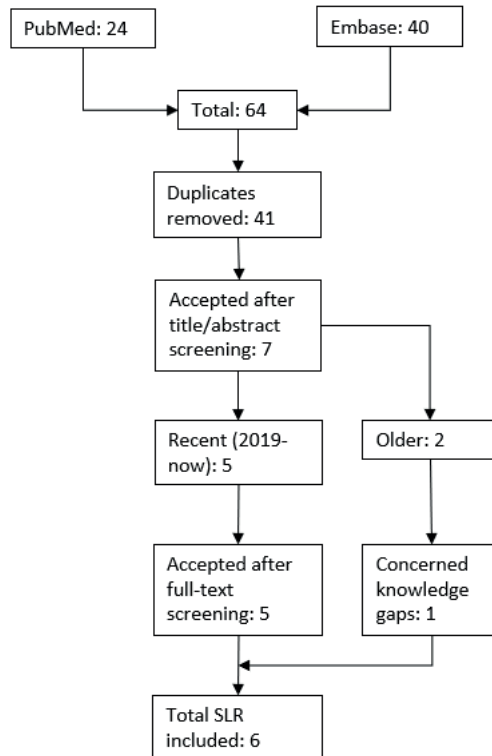 PubMed: 24
Embase: 40
Total: 64
Duplicates
removed: 41
Accepted after
title/abstract
screening: 7
Recent (2019-
now): 5
Older: 2
Accepted after
full-text
screening: 5
Concerned
knowledge
gaps: 1
Total SLR
included: 6